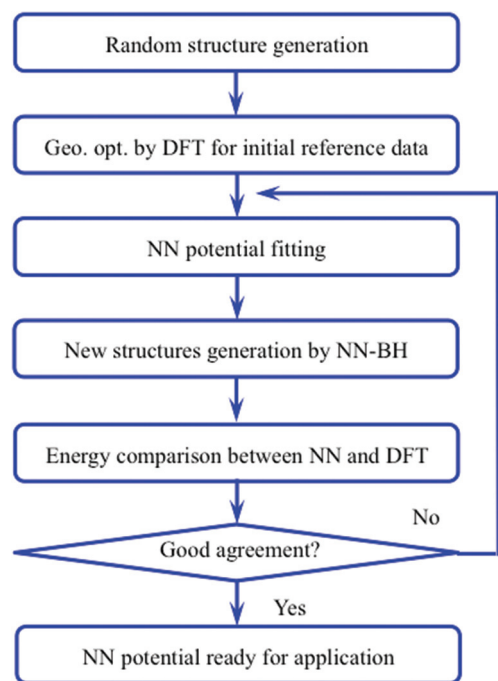 Random structure generation
Geo. opt. by DFT for initial reference data
NN potential fitting
New structures generation by NN-BH
Energy comparison between NN and DFT
No
Good agreement?
Yes
NN potential ready for application